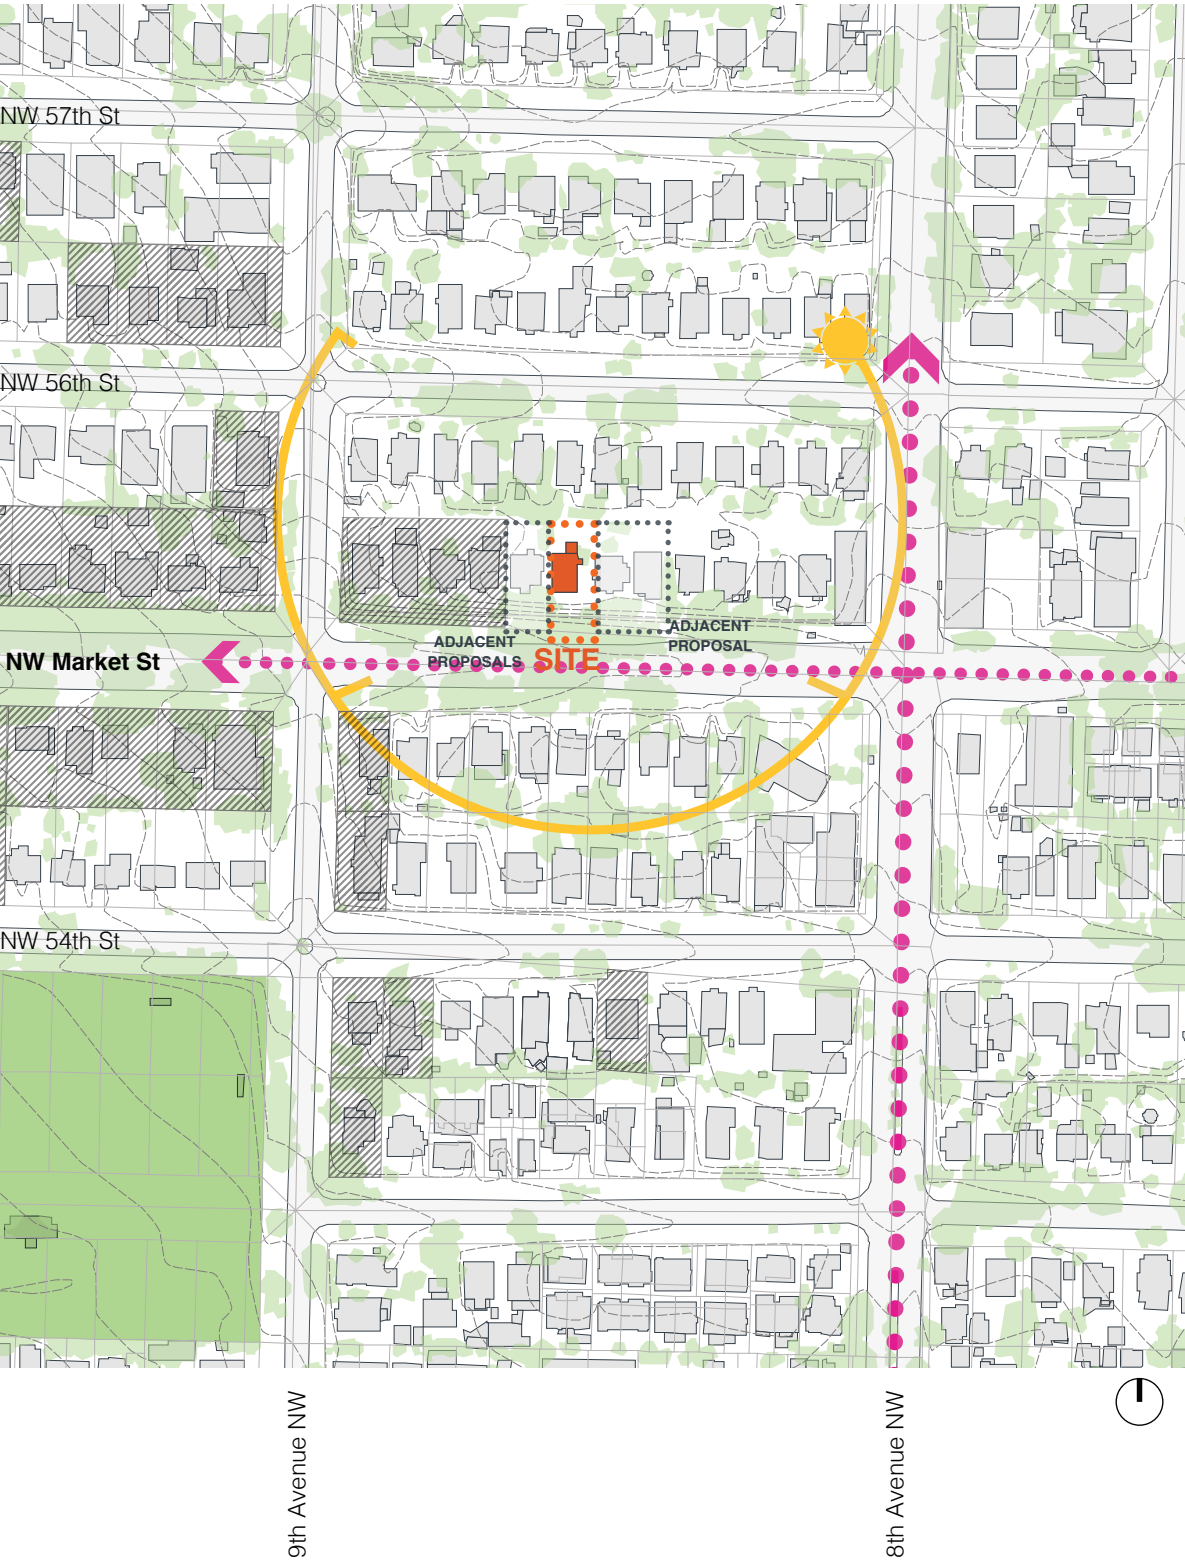 NW 57th St
NW 56th St
ADJACENT
PROPOSAL
ADJACENT
PROPOSALS
SITE
NW Market St
NW 54th St
9th Avenue NW
8th Avenue NW